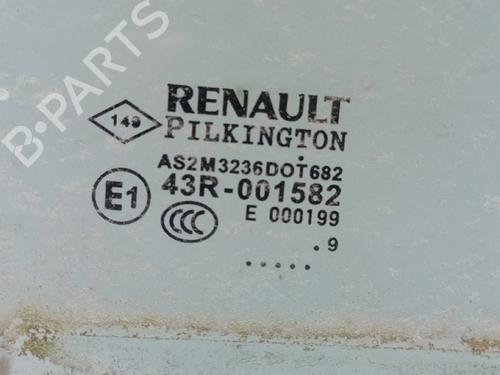 B-PARTS
149
RENAULT
PILKINGTON
AS2M3236DOT682
E1
43R-001582
CCC
E 000199
. 9
. . . . .